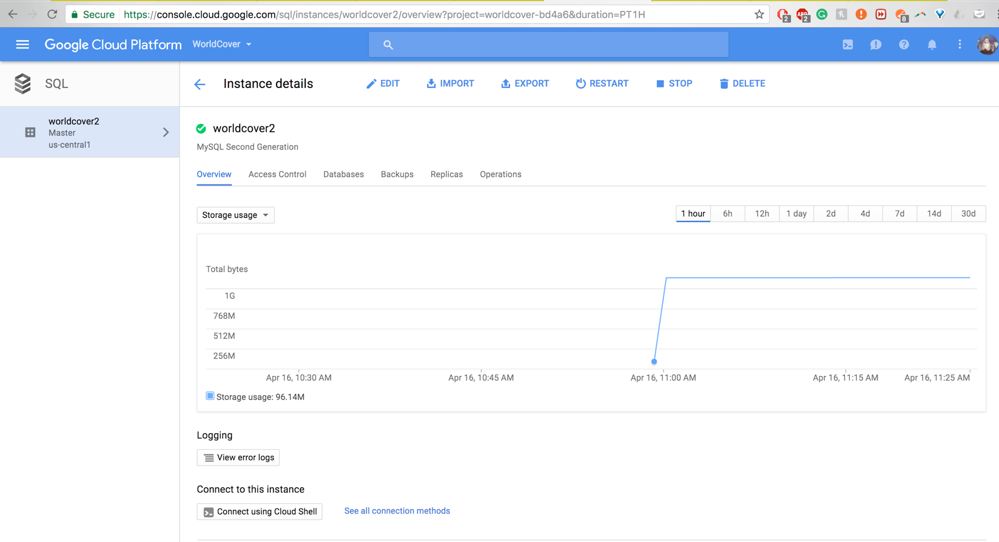 Secure https://console.cloud.google.com/sql/instances/worldcover2/overview?project=worldcover-bd4a6&duration=PT1H
2 ABP 2 8
Google Cloud Platform WorldCover
SQL
Instance details EDIT IMPORT EXPORT RESTART STOP DELETE
worldcover2
Master
us-central1
worldcover2
MySQL Second Generation
Overview Access Control Databases Backups Replicas Operations
Storage usage
1 hour 6h 12h 1 day 2d 4d 7d 14d 30d
Total bytes
1G
768M
512M
256M
Apr 16, 10:30 AM Apr 16, 10:45 AM Apr 16, 11:00 AM Apr 16, 11:15 AM Apr 16, 11:25 AM
Storage usage: 96.14M
Logging
View error logs
Connect to this instance
Connect using Cloud Shell See all connection methods